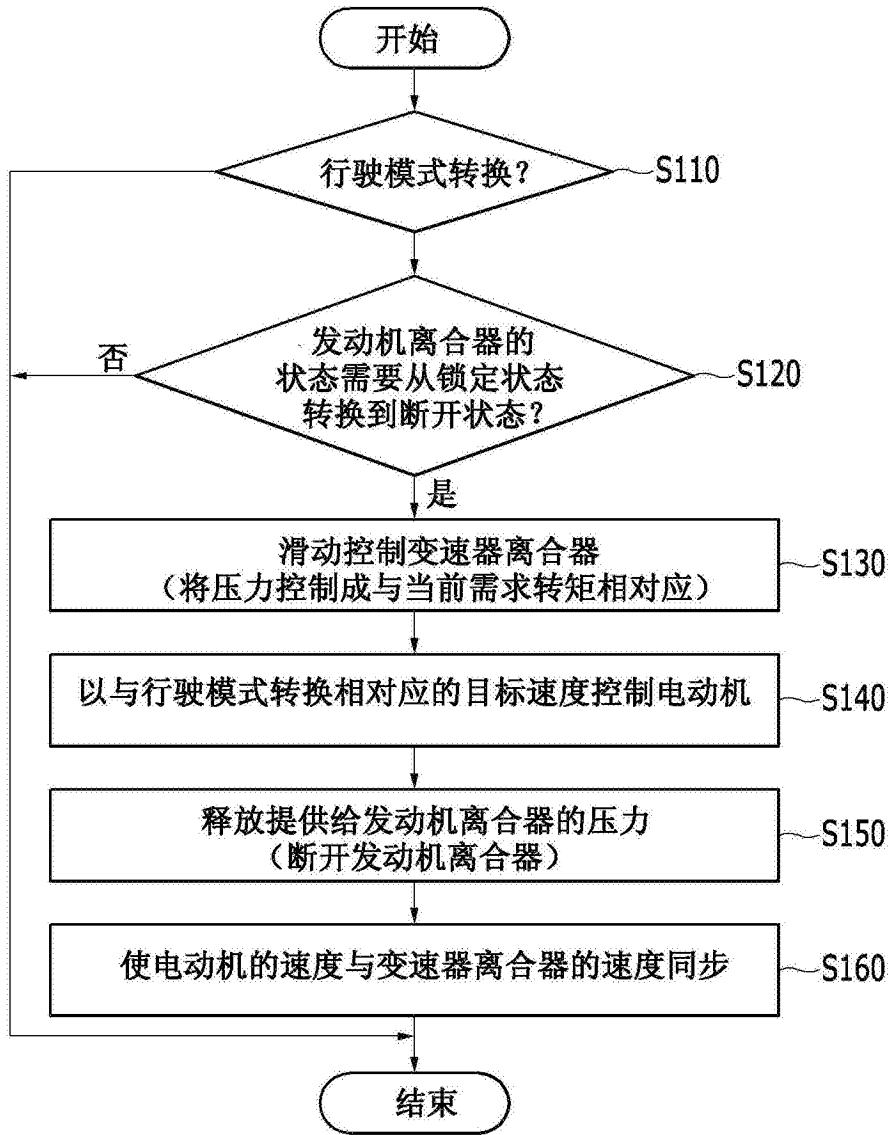 开始
行驶模式转换？
S110
发动机离合器的
状态需要从锁定状态
转换到断开状态？
S120
否
是
滑动控制变速器离合器
（将压力控制成与当前需求转矩相对应）
S130
以与行驶模式转换相对应的目标速度控制电动机
S140
释放提供给发动机离合器的压力
（断开发动机离合器）
S150
使电动机的速度与变速器离合器的速度同步
S160
结束